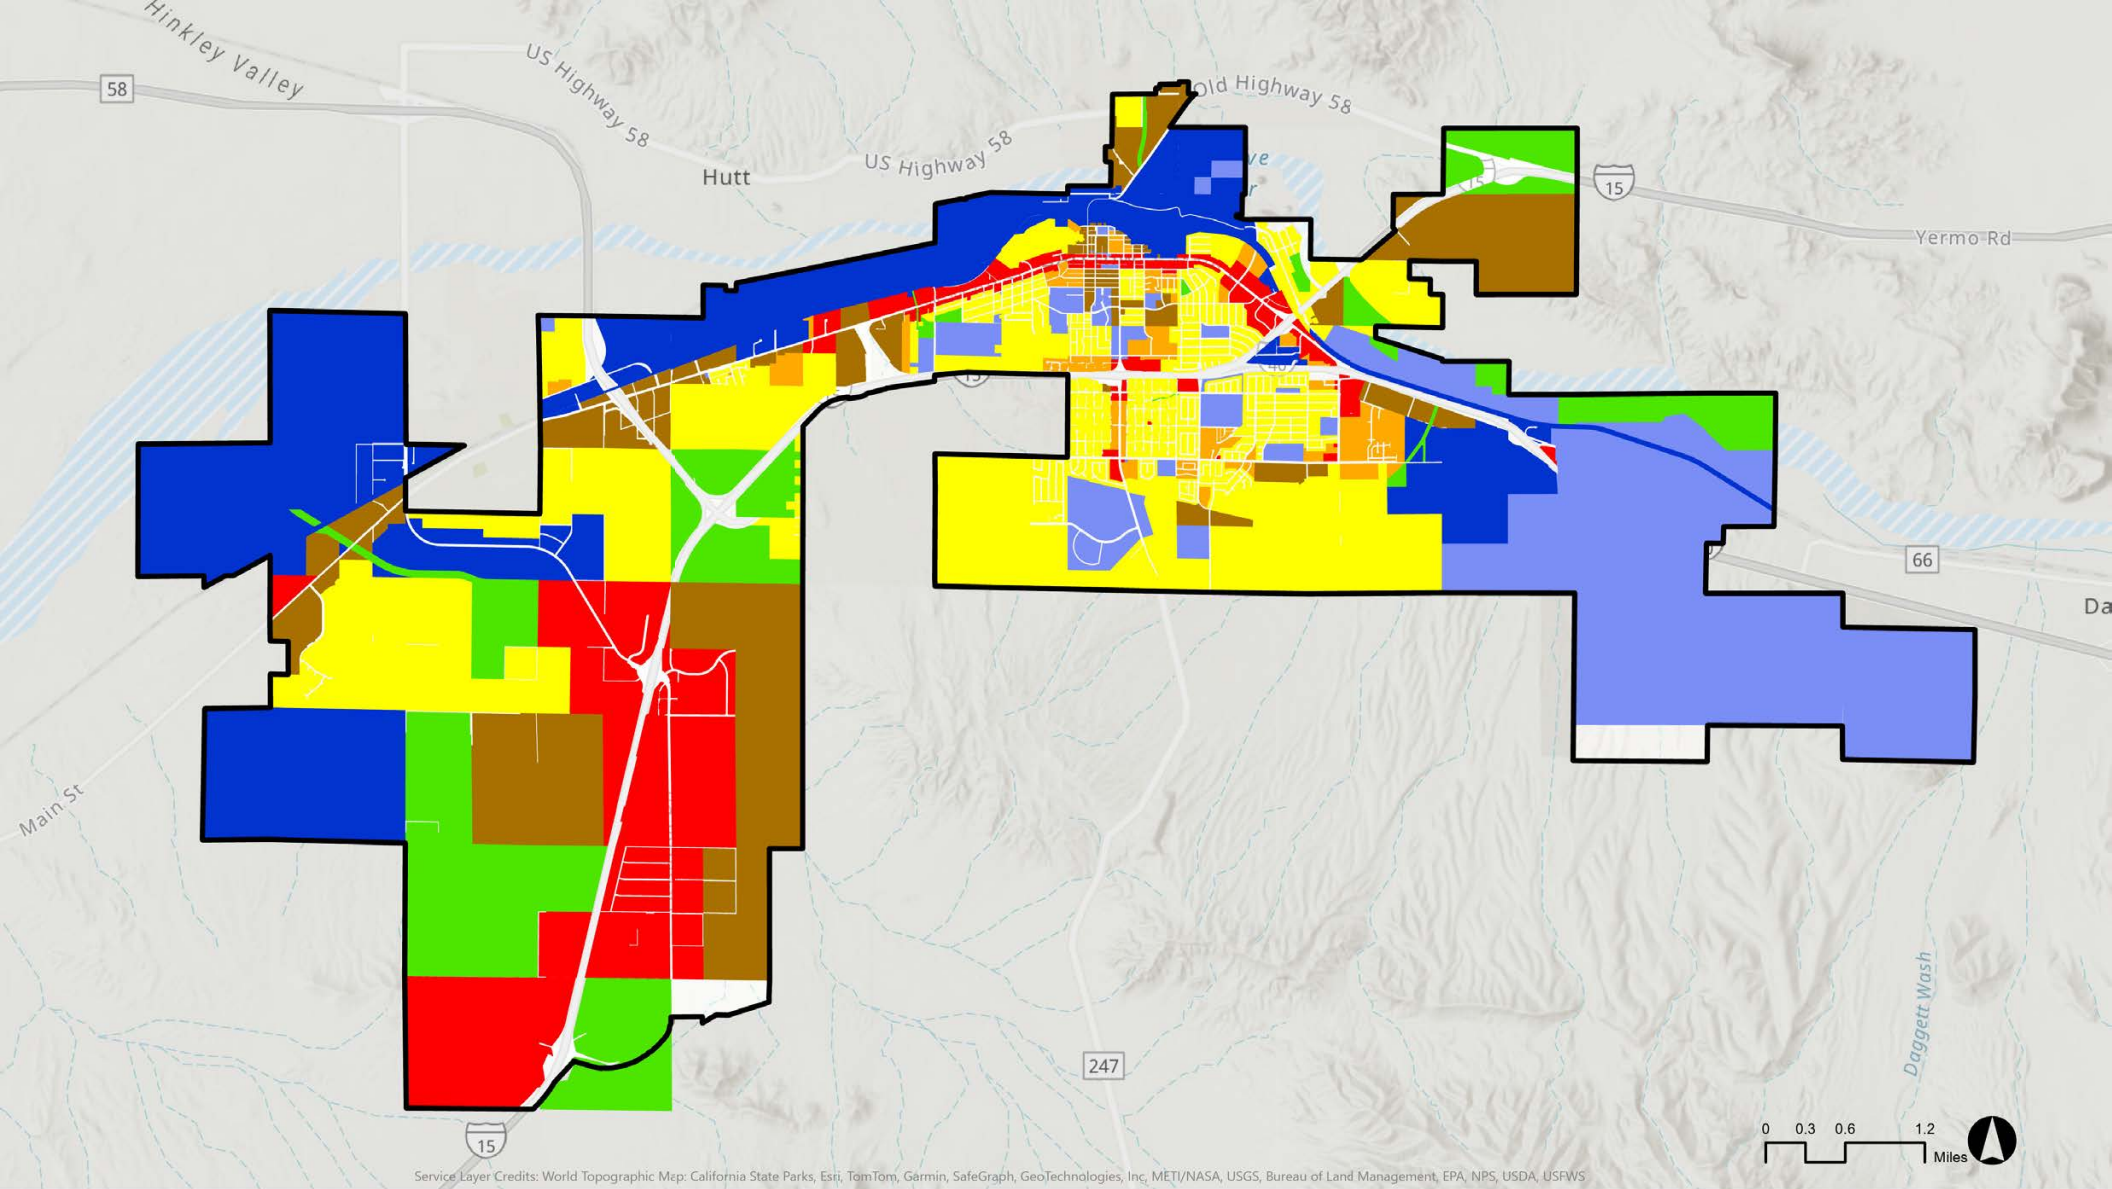 Hinkley Valley
58
US Highway 58
Hutt
US Highway 58
Old Highway 58
15
15
Yermo Rd
40
15
66
Main St
247
Daggett Wash
15
0 0.3 0.6 1.2
Miles
Service Layer Credits: World Topographic Map: California State Parks, Esri, TomTom, Garmin, SafeGraph, GeoTechnologies, Inc, METI/NASA, USGS, Bureau of Land Management, EPA, NPS, USDA, USFWS